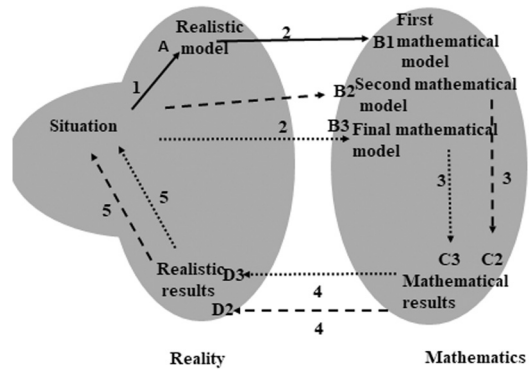 Realistic
A
model
2
First
B1 mathematical
model
1
B2 Second mathematical
model
Situation
2
B3 Final mathematical
model
5
5
3
3
C3
C2
Realistic
results
D3
Mathematical
results
D2
4
4
Reality
Mathematics